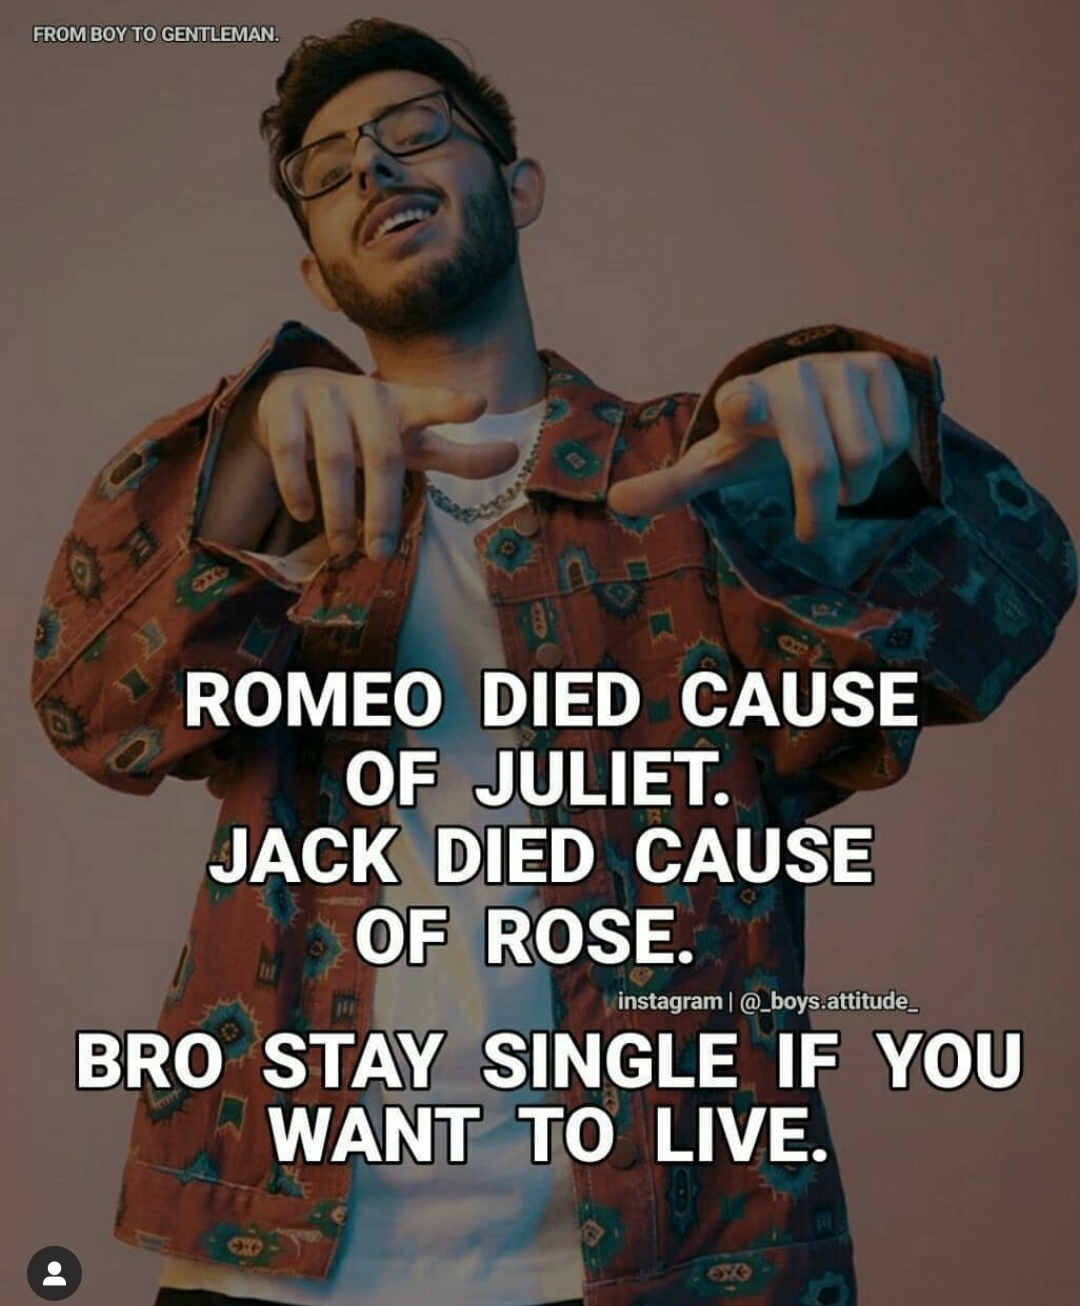 FROM BOY TO GENTLEMAN.
ROMEO DIED CAUSE
OF JULIET.
JACK DIED CAUSE
OF ROSE.
instagram | @_boys.attitude_
BRO STAY SINGLE IF YOU
WANT TO LIVE.